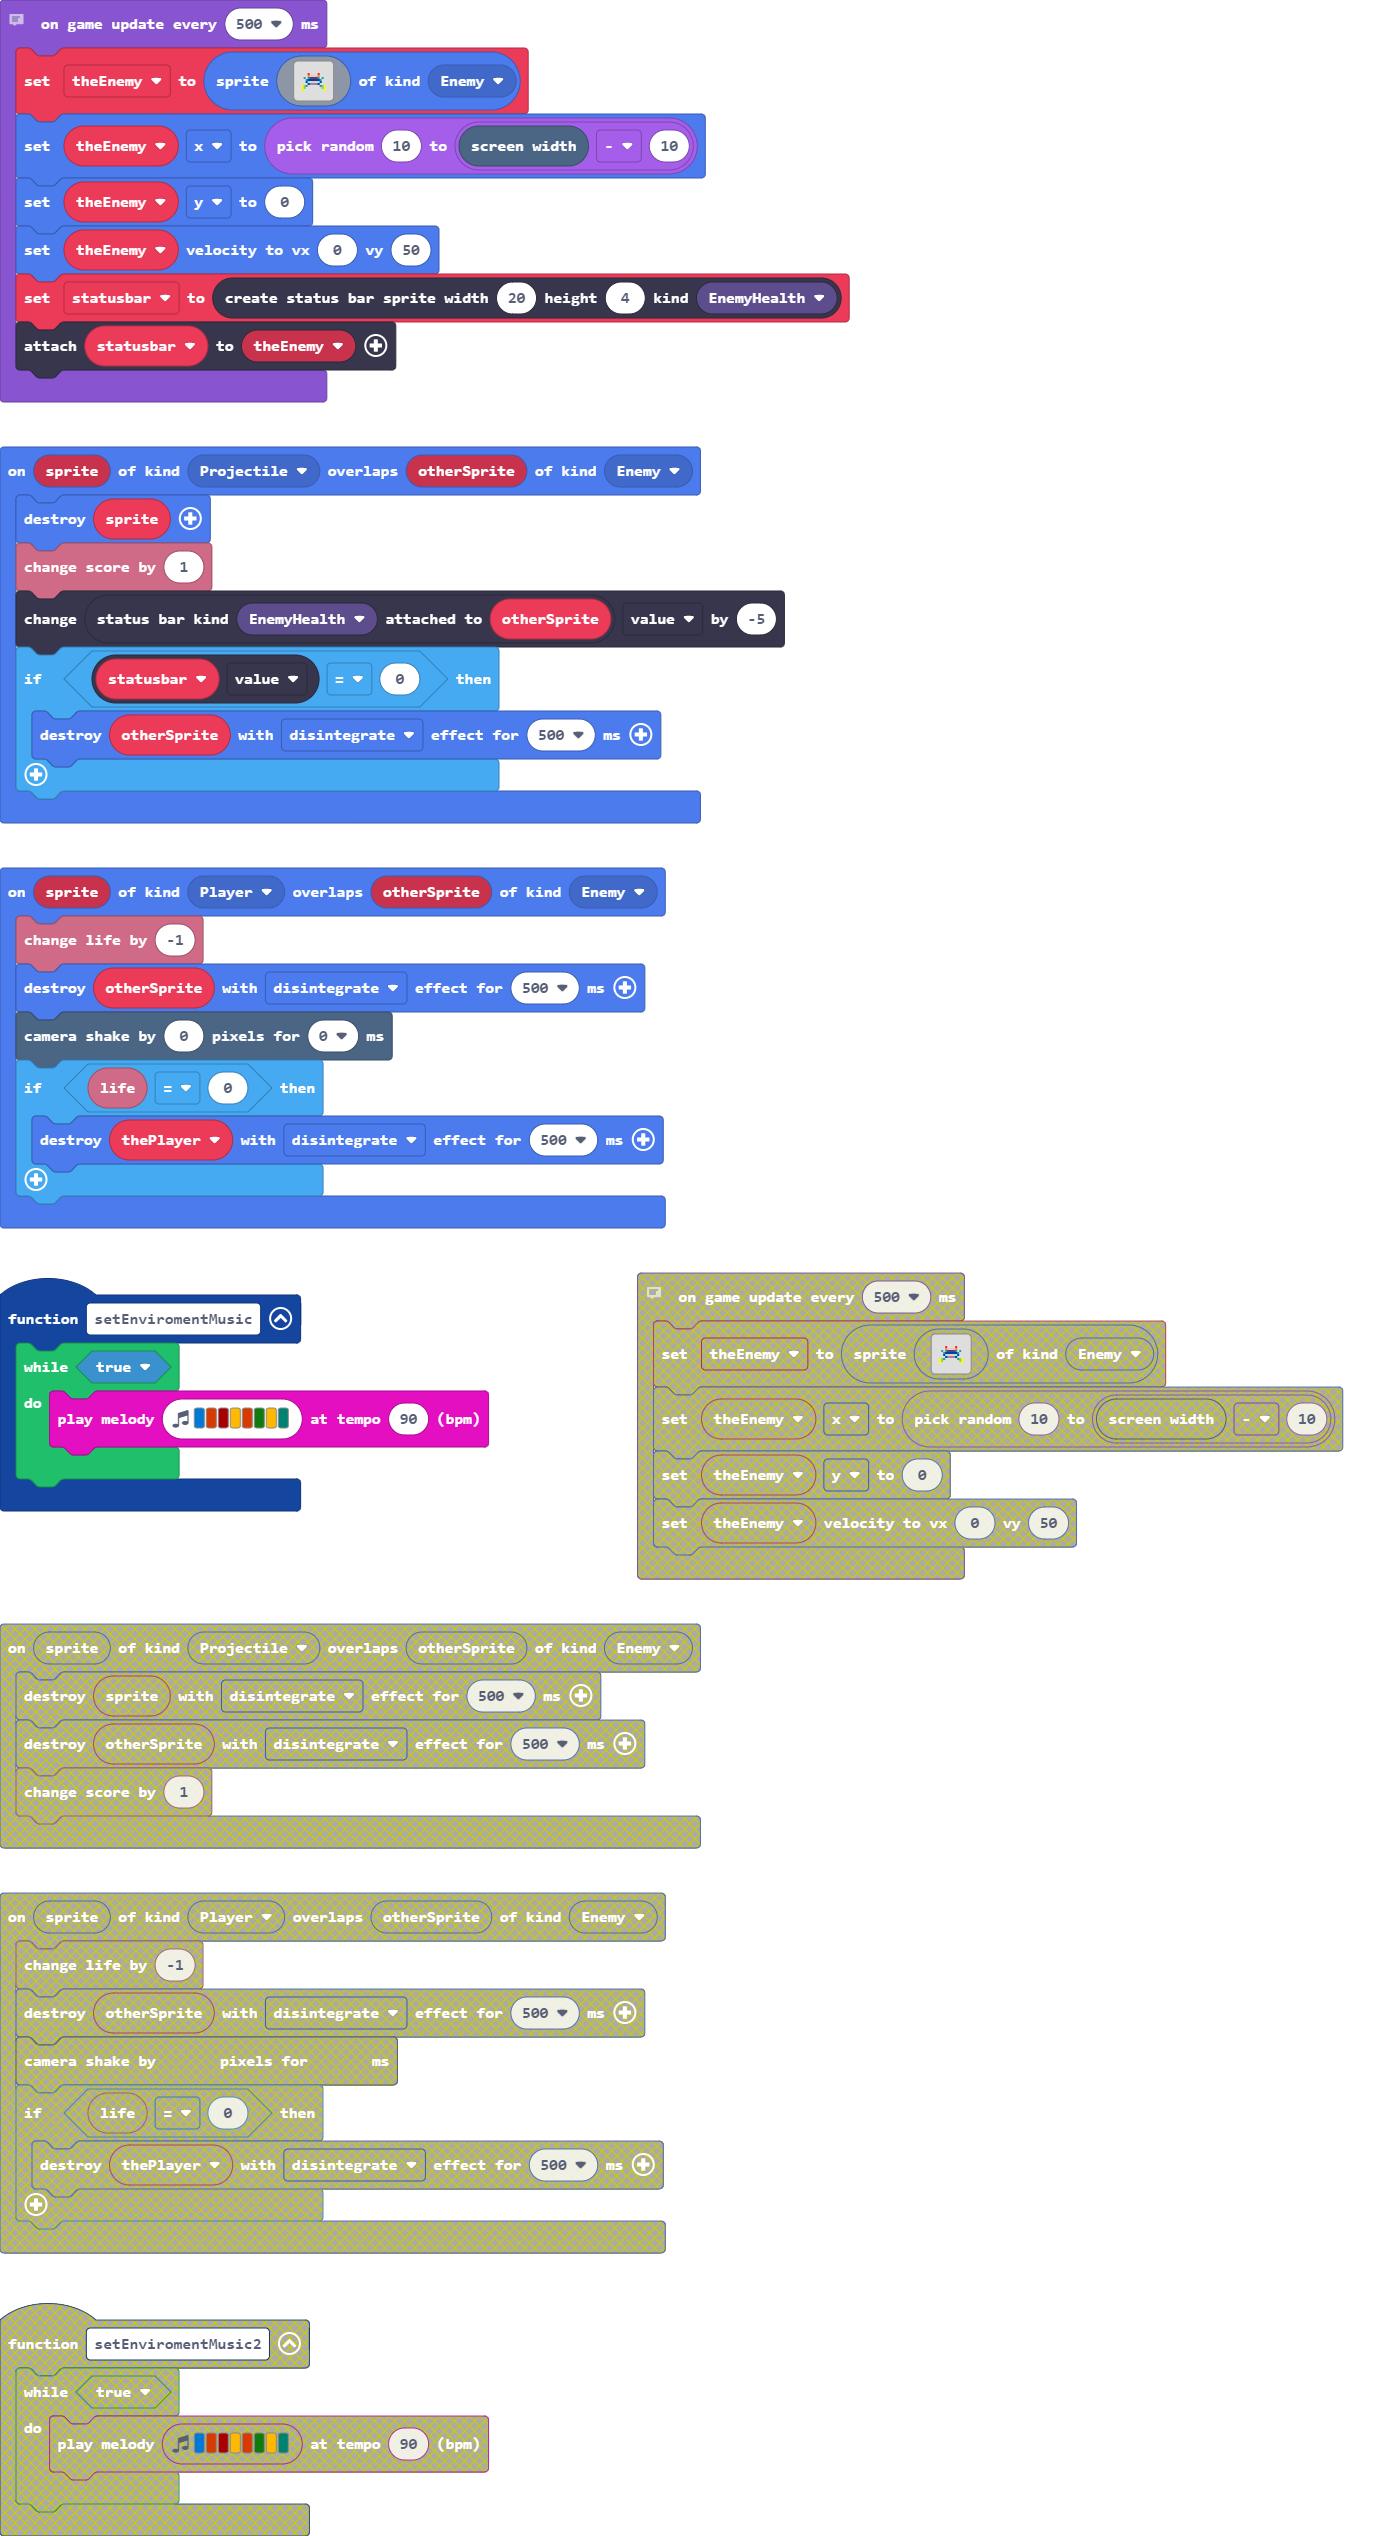 on game update every 500 ms
set theEnemy to sprite of kind Enemy
set theEnemy x to pick random 10 to screen width - 10
set theEnemy y to 0
set theEnemy velocity to vx 0 vy 50
set statusbar to create status bar sprite width 20 height 4 kind EnemyHealth
attach statusbar to theEnemy
on sprite of kind Projectile overlaps otherSprite of kind Enemy
destroy sprite
change score by 1
change status bar kind EnemyHealth attached to otherSprite value by -5
if statusbar value = 0 then
destroy otherSprite with disintegrate effect for 500 ms
on sprite of kind Player overlaps otherSprite of kind Enemy
change life by -1
destroy otherSprite with disintegrate effect for 500 ms
camera shake by 0 pixels for 0 ms
if life = 0 then
destroy thePlayer with disintegrate effect for 500 ms
function setEnviromentMusic
while true
do
play melody at tempo 90 (bpm)
on game update every 500 ms
set theEnemy to sprite of kind Enemy
set theEnemy x to pick random 10 to screen width - 10
set theEnemy y to 0
set theEnemy velocity to vx 0 vy 50
on sprite of kind Projectile overlaps otherSprite of kind Enemy
destroy sprite with disintegrate effect for 500 ms
destroy otherSprite with disintegrate effect for 500 ms
change score by 1
on sprite of kind Player overlaps otherSprite of kind Enemy
change life by -1
destroy otherSprite with disintegrate effect for 500 ms
camera shake by pixels for ms
if life = 0 then
destroy thePlayer with disintegrate effect for 500 ms
function setEnviromentMusic2
while true
do
play melody at tempo 90 (bpm)